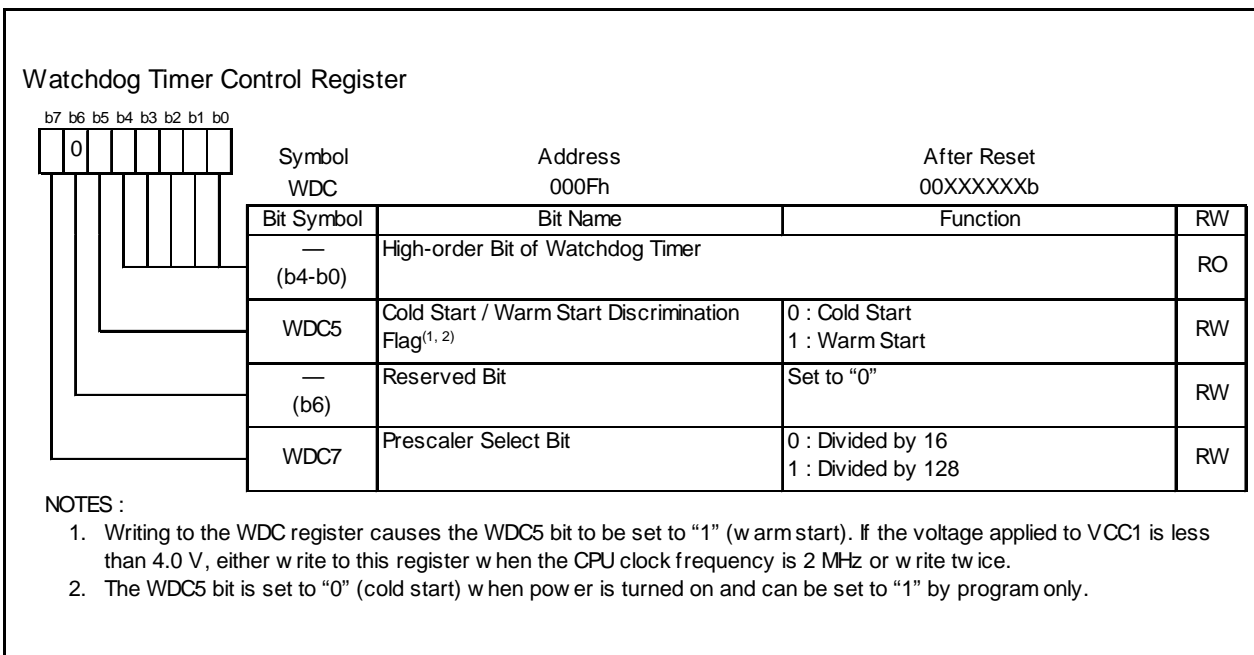 Watchdog Timer Control Register
b7 b6 b5 b4 b3 b2 b1 b0
0
Symbol Address After Reset
WDC 000Fh 00XXXXXXb
Bit Symbol Bit Name Function RW
— (b4-b0) High-order Bit of Watchdog Timer RO
WDC5 Cold Start / Warm Start Discrimination Flag(1, 2) 0 : Cold Start 1 : Warm Start RW
— (b6) Reserved Bit Set to “0” RW
WDC7 Prescaler Select Bit 0 : Divided by 16 1 : Divided by 128 RW
NOTES :
1. Writing to the WDC register causes the WDC5 bit to be set to “1” (warm start). If the voltage applied to VCC1 is less
than 4.0 V, either write to this register when the CPU clock frequency is 2 MHz or write twice.
2. The WDC5 bit is set to “0” (cold start) when power is turned on and can be set to “1” by program only.